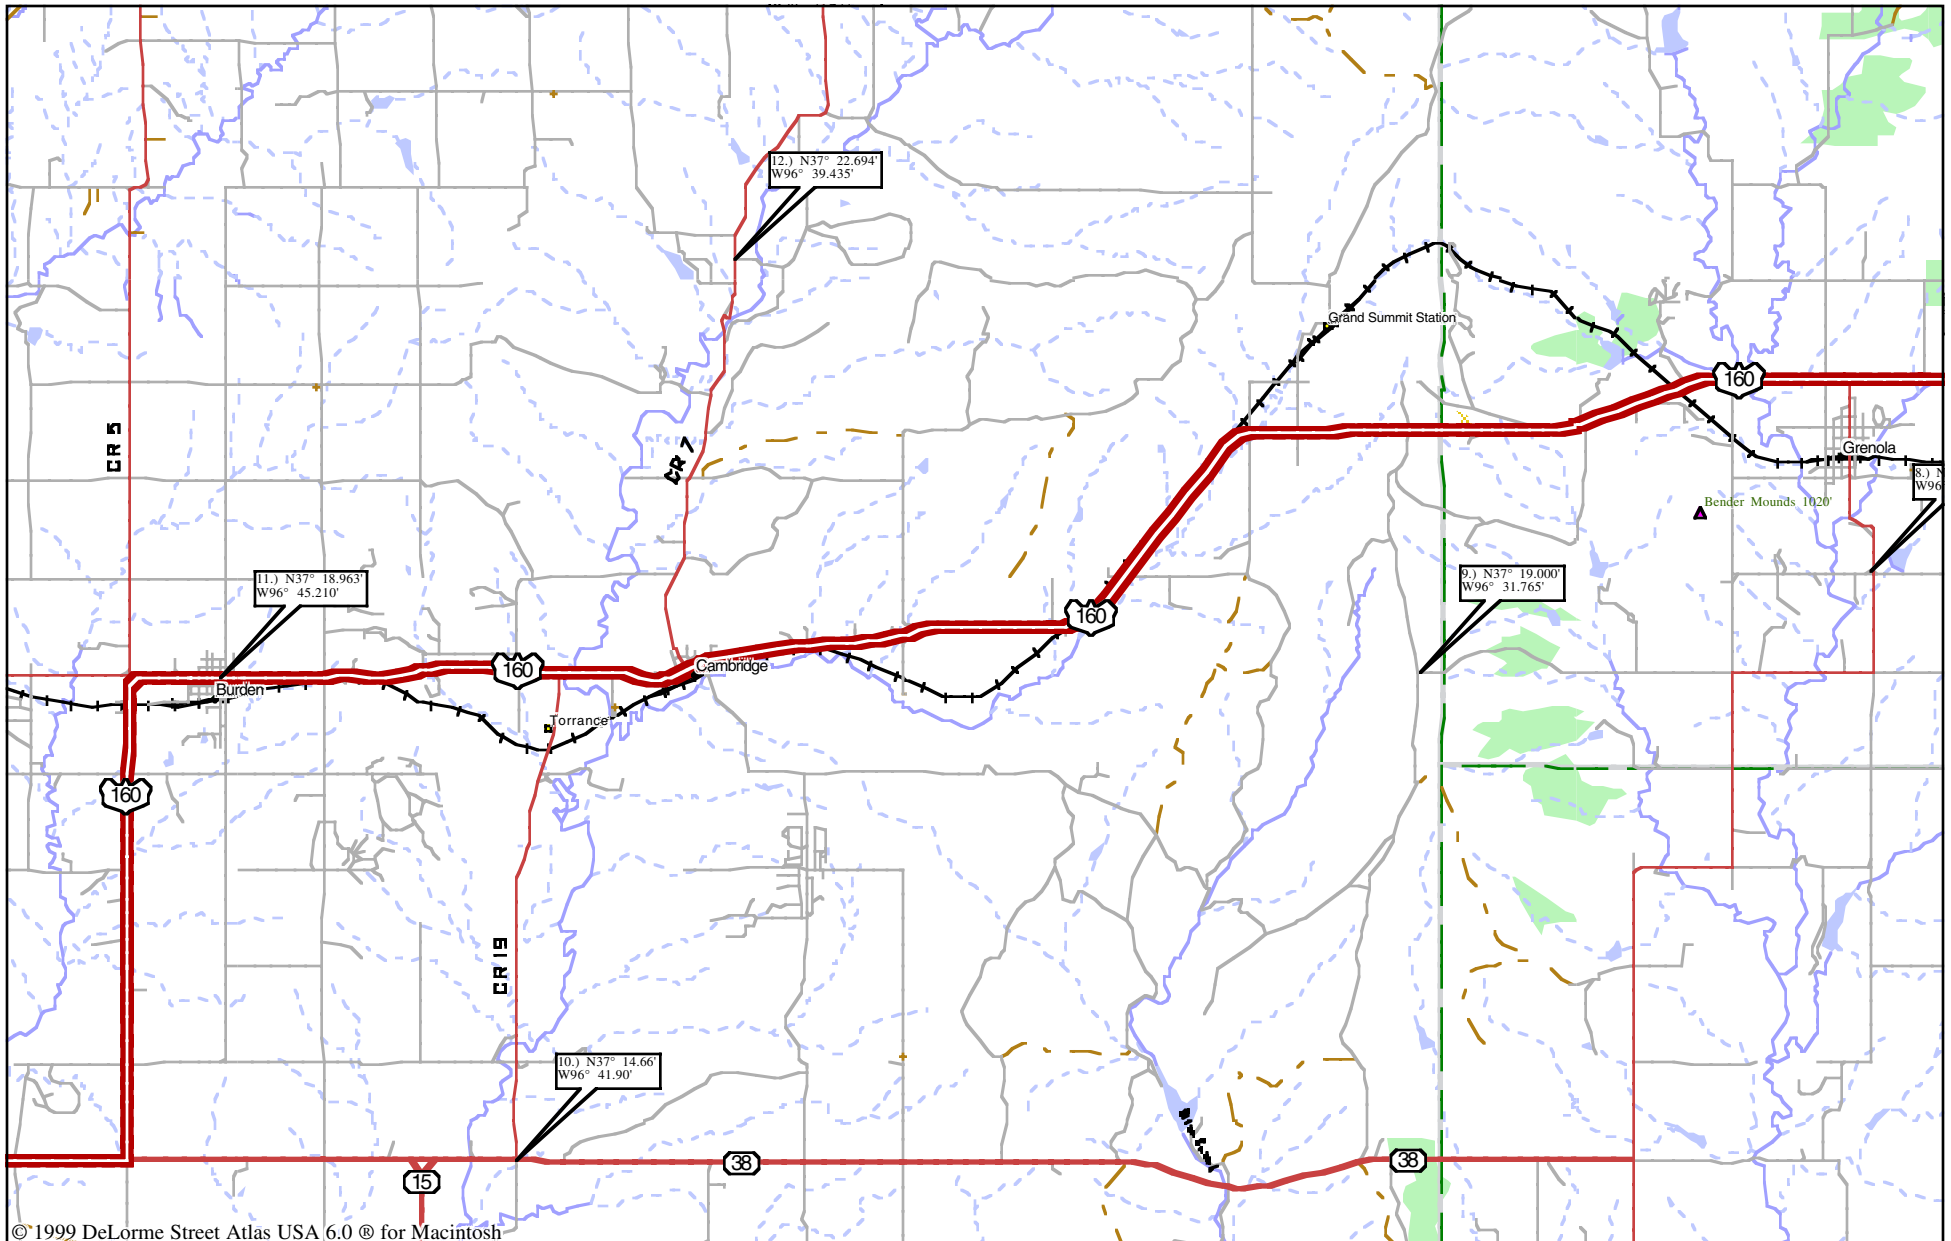 12.) N37° 22.694'
W96° 39.435'
Grand Summit Station
160
CR 5
CR 7
Grenola
8.) N
W96
Bender Mounds 1020'
11.) N37° 18.963'
W96° 45.210'
9.) N37° 19.000'
W96° 31.765'
160
160
Cambridge
Burden
Torrance
160
CR 19
10.) N37° 14.66'
W96° 41.90'
38
38
15
© 1999 DeLorme Street Atlas USA 6.0 ® for Macintosh